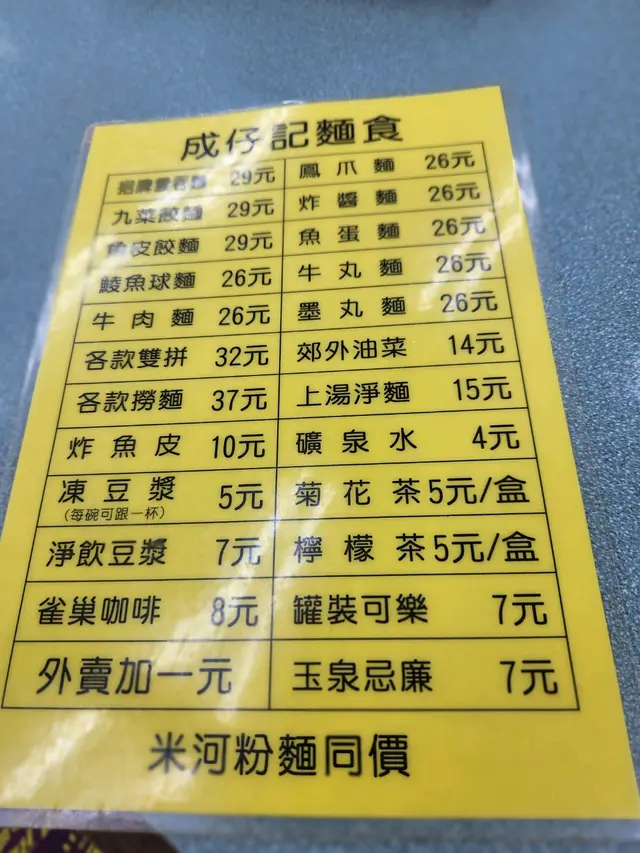 成仔記麵食
招牌雲吞麵 29元 鳳爪麵 26元
九菜餃麵 29元 炸醬麵 26元
魚皮餃麵 29元 魚蛋麵 26元
鯪魚球麵 26元 牛丸麵 26元
牛肉麵 26元 墨丸麵 26元
各款雙拼 32元 郊外油菜 14元
各款撈麵 37元 上湯淨麵 15元
炸魚皮 10元 礦泉水 4元
凍豆漿 5元 菊花茶 5元/盒
(每碗可跟一杯)
淨飲豆漿 7元 檸檬茶 5元/盒
雀巢咖啡 8元 罐裝可樂 7元
外賣加一元 玉泉忌廉 7元
米河粉麵同價